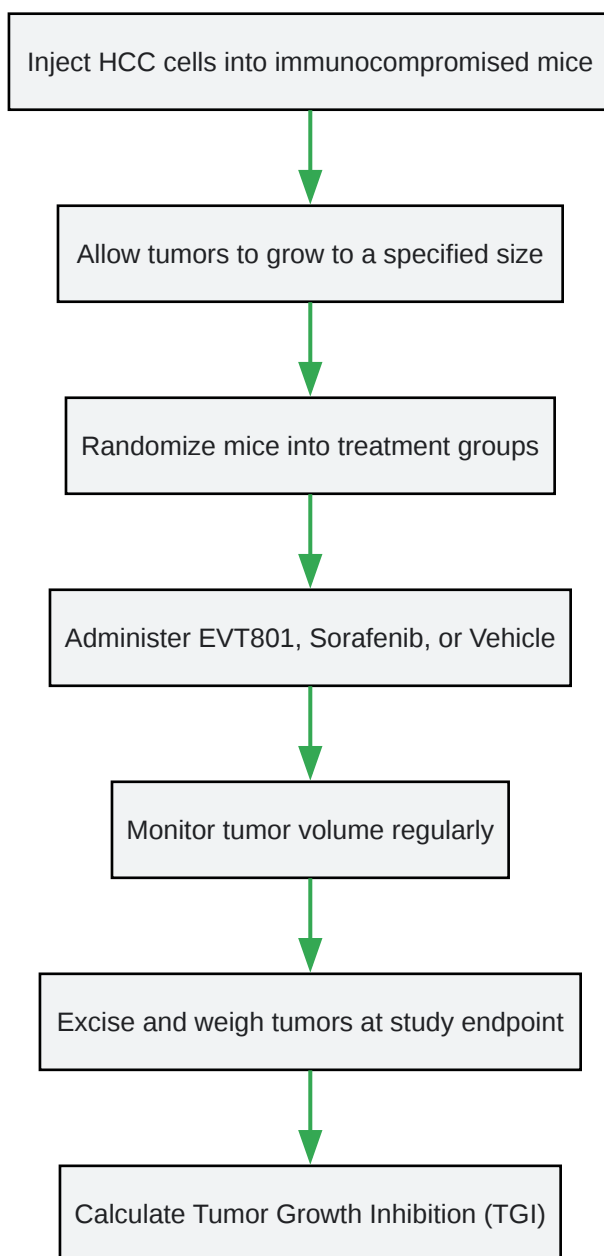 Inject HCC cells into immunocompromised mice
Allow tumors to grow to a specified size
Randomize mice into treatment groups
Administer EVT801, Sorafenib, or Vehicle
Monitor tumor volume regularly
Excise and weigh tumors at study endpoint
Calculate Tumor Growth Inhibition (TGI)